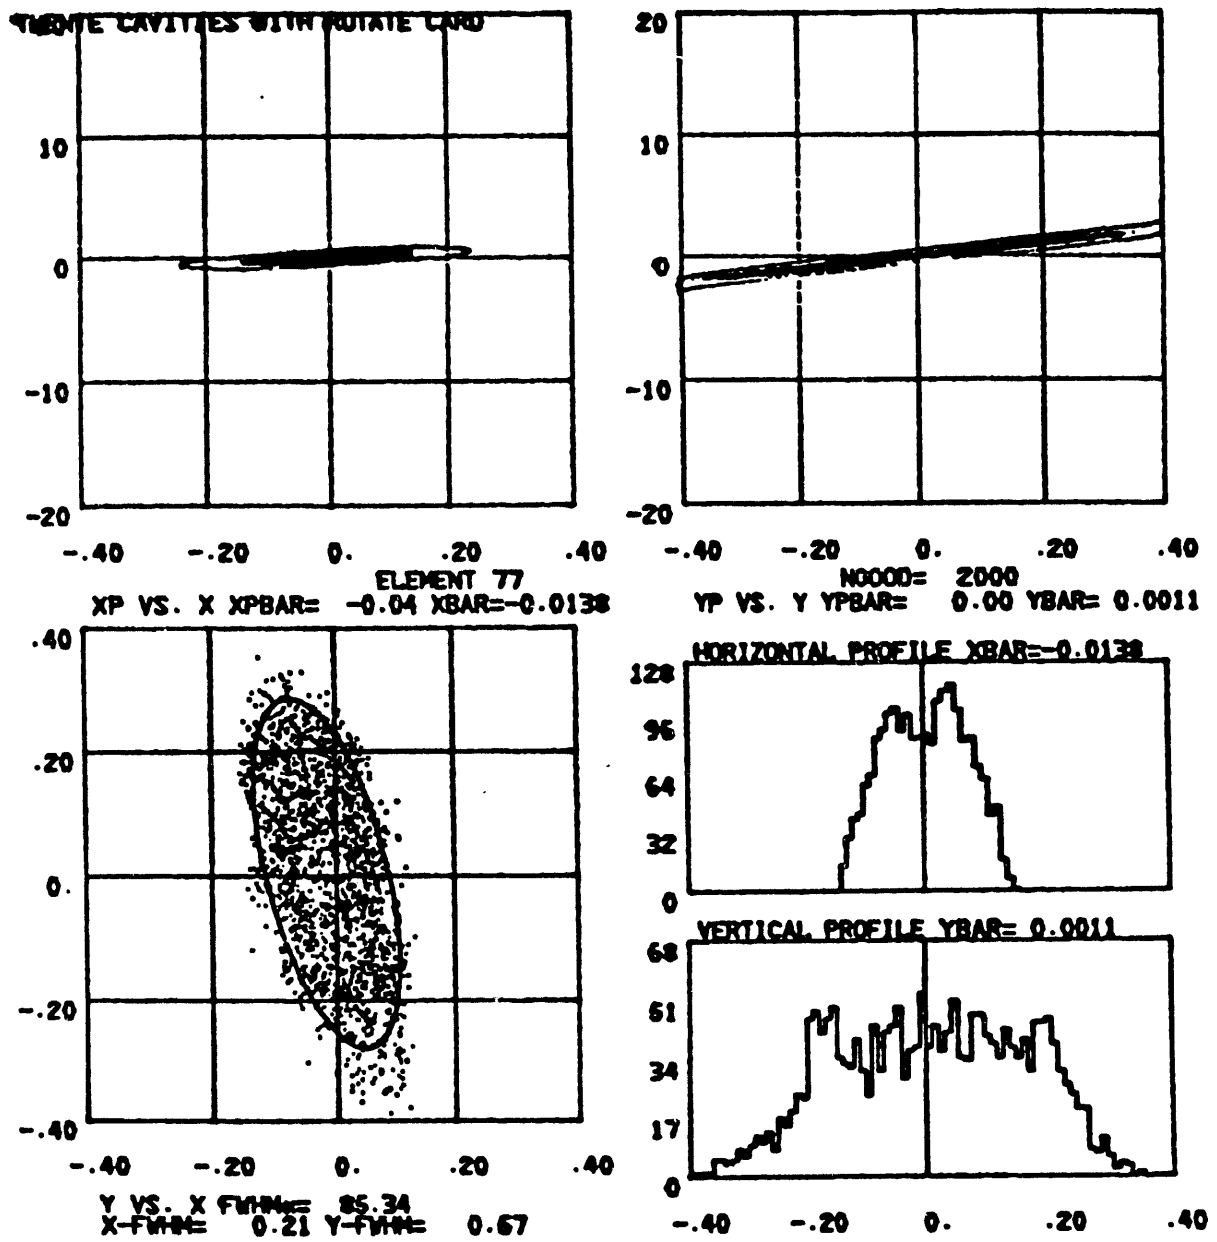 CAVITIES WITH ROTATE CARD
20
10
10
0
0
-10
-10
-20
-20
-.40 -.20 0. .20 .40
-.40 -.20 0. .20 .40
ELEMENT 77
NGOOD= 2000
XP VS. X XPBAR= -0.04 XBAR=-0.0138
YP VS. Y YPBAR= 0.00 YBAR= 0.0011
.40
.20
0.
-.20
-.40
-.40 -.20 0. .20 .40
Y VS. X FWHM= 85.34
X-FWHM= 0.21 Y-FWHM= 0.67
HORIZONTAL PROFILE XBAR=-0.0138
128
96
64
32
0
VERTICAL PROFILE YBAR= 0.0011
68
51
34
17
0
-.40 -.20 0. .20 .40